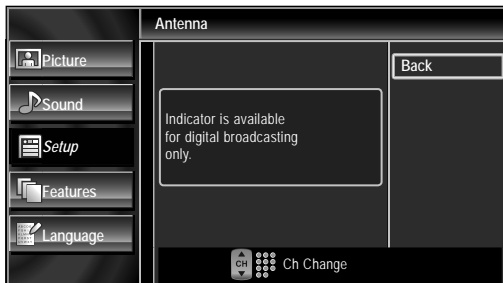 Antenna
Picture
Sound
Setup
Features
Language
Indicator is available
for digital broadcasting
only.
Back
CH
Ch Change